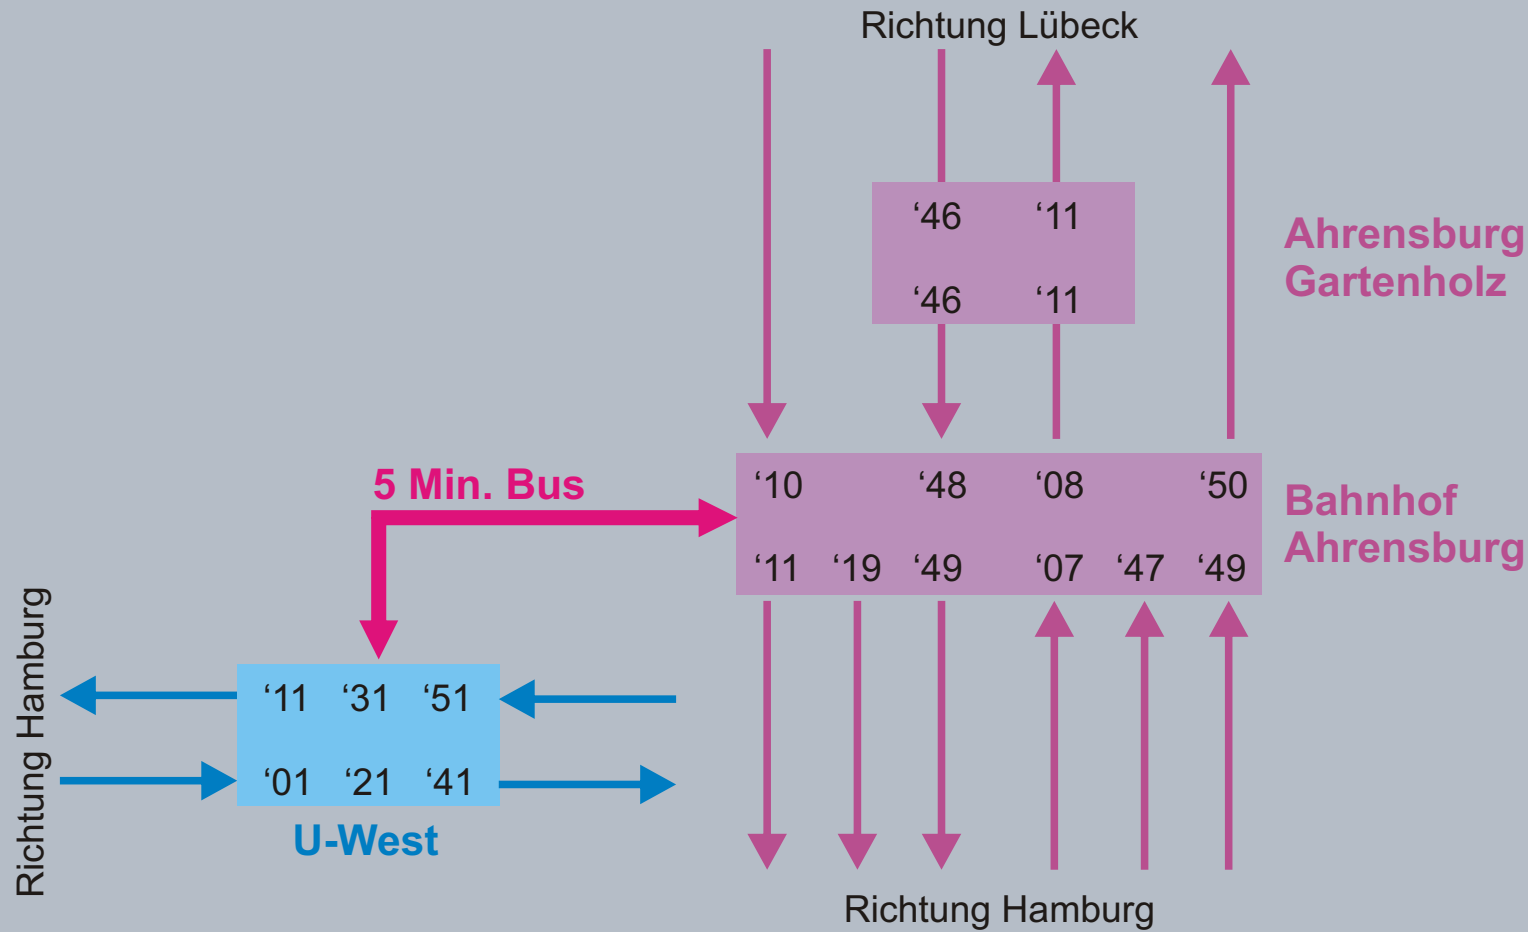 Richtung Lübeck
‘46 ‘11
‘46 ‘11
Ahrensburg
Gartenholz
5 Min. Bus
‘10 ‘48 ‘08 ‘50
‘11 ‘19 ‘49 ‘07 ‘47 ‘49
Bahnhof
Ahrensburg
Richtung Hamburg
‘11 ‘31 ‘51
‘01 ‘21 ‘41
U-West
Richtung Hamburg